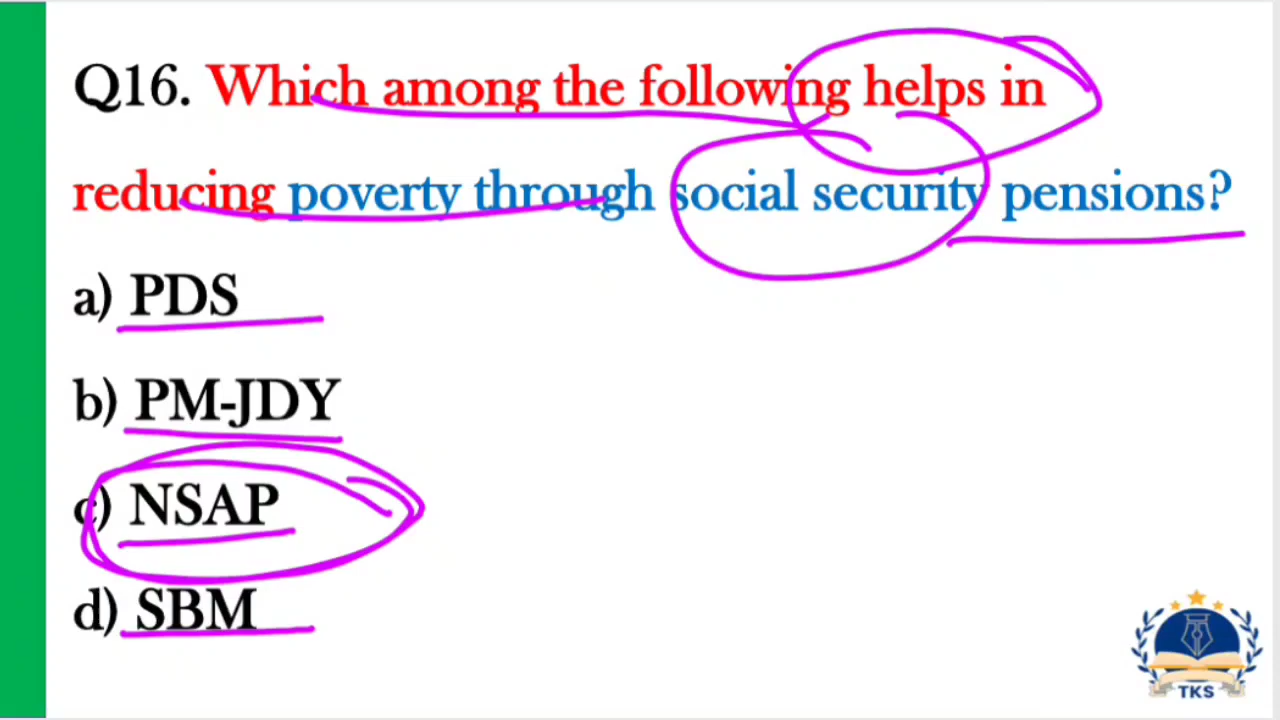 Q16. Which among the following helps in
reducing poverty through social security pensions?
a) PDS
b) PM-JDY
c) NSAP
d) SBM
TKS